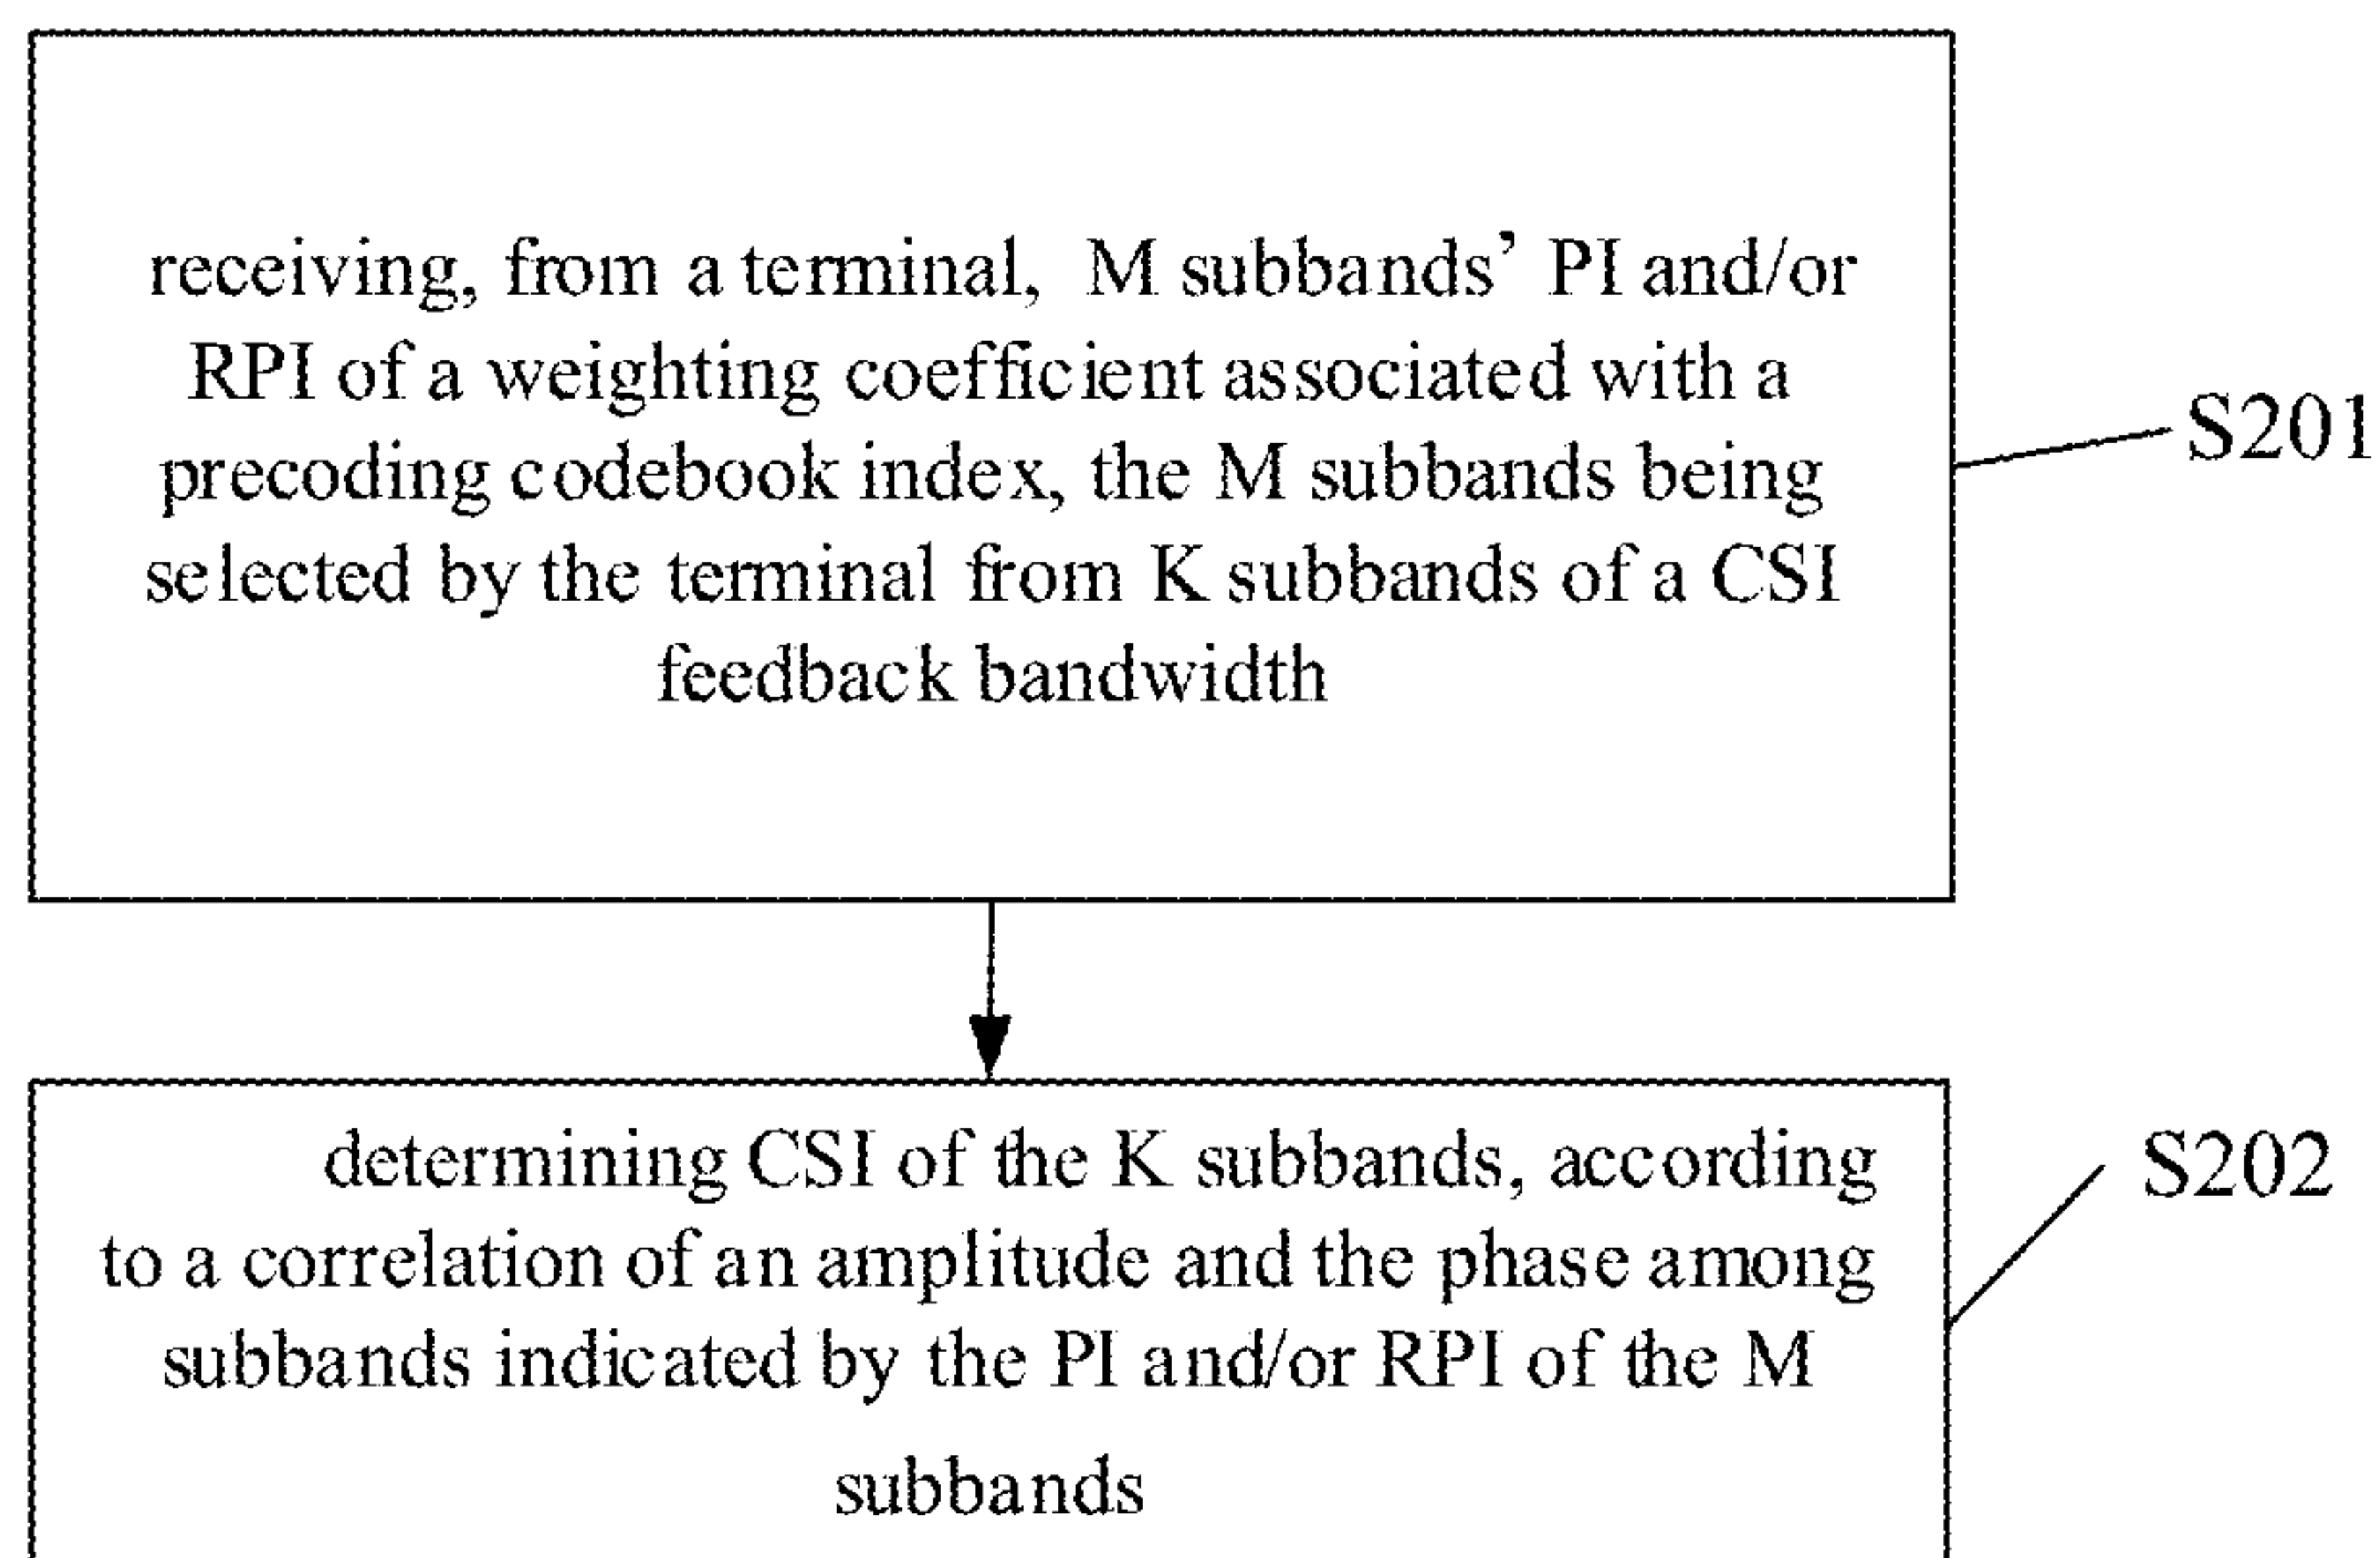 receiving, from a terminal, M subbands’ PI and/or
RPI of a weighting coefficient associated with a
precoding codebook index, the M subbands being
selected by the terminal from K subbands of a CSI
feedback bandwidth
S201
determining CSI of the K subbands, according
to a correlation of an amplitude and the phase among
subbands indicated by the PI and/or RPI of the M
subbands
S202